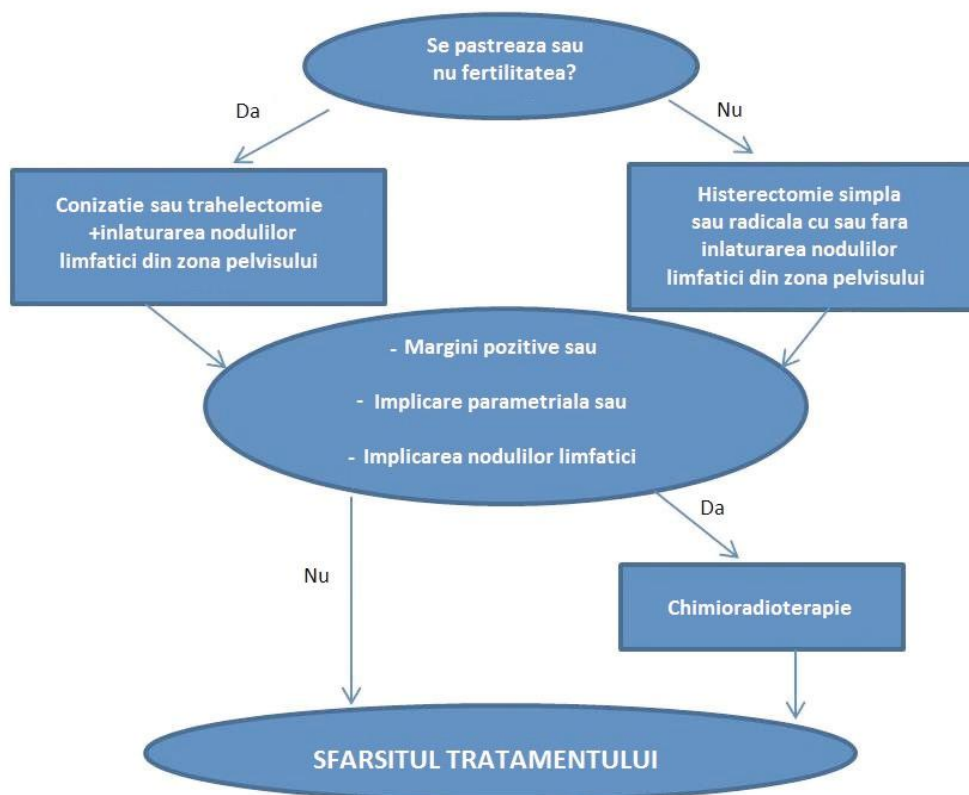 Se pastreaza sau
nu fertilitatea?
Da
Nu
Conizatie sau trahelectomie
+inlaturarea nodulilor
limfatici din zona pelvisului
Histerectomie simpla
sau radicala cu sau fara
inlaturarea nodulilor
limfatici din zona pelvisului
- Margini pozitive sau
- Implicare parametriala sau
- Implicarea nodulilor limfatici
Da
Nu
Chimioradioterapie
SFARSITUL TRATAMENTULUI